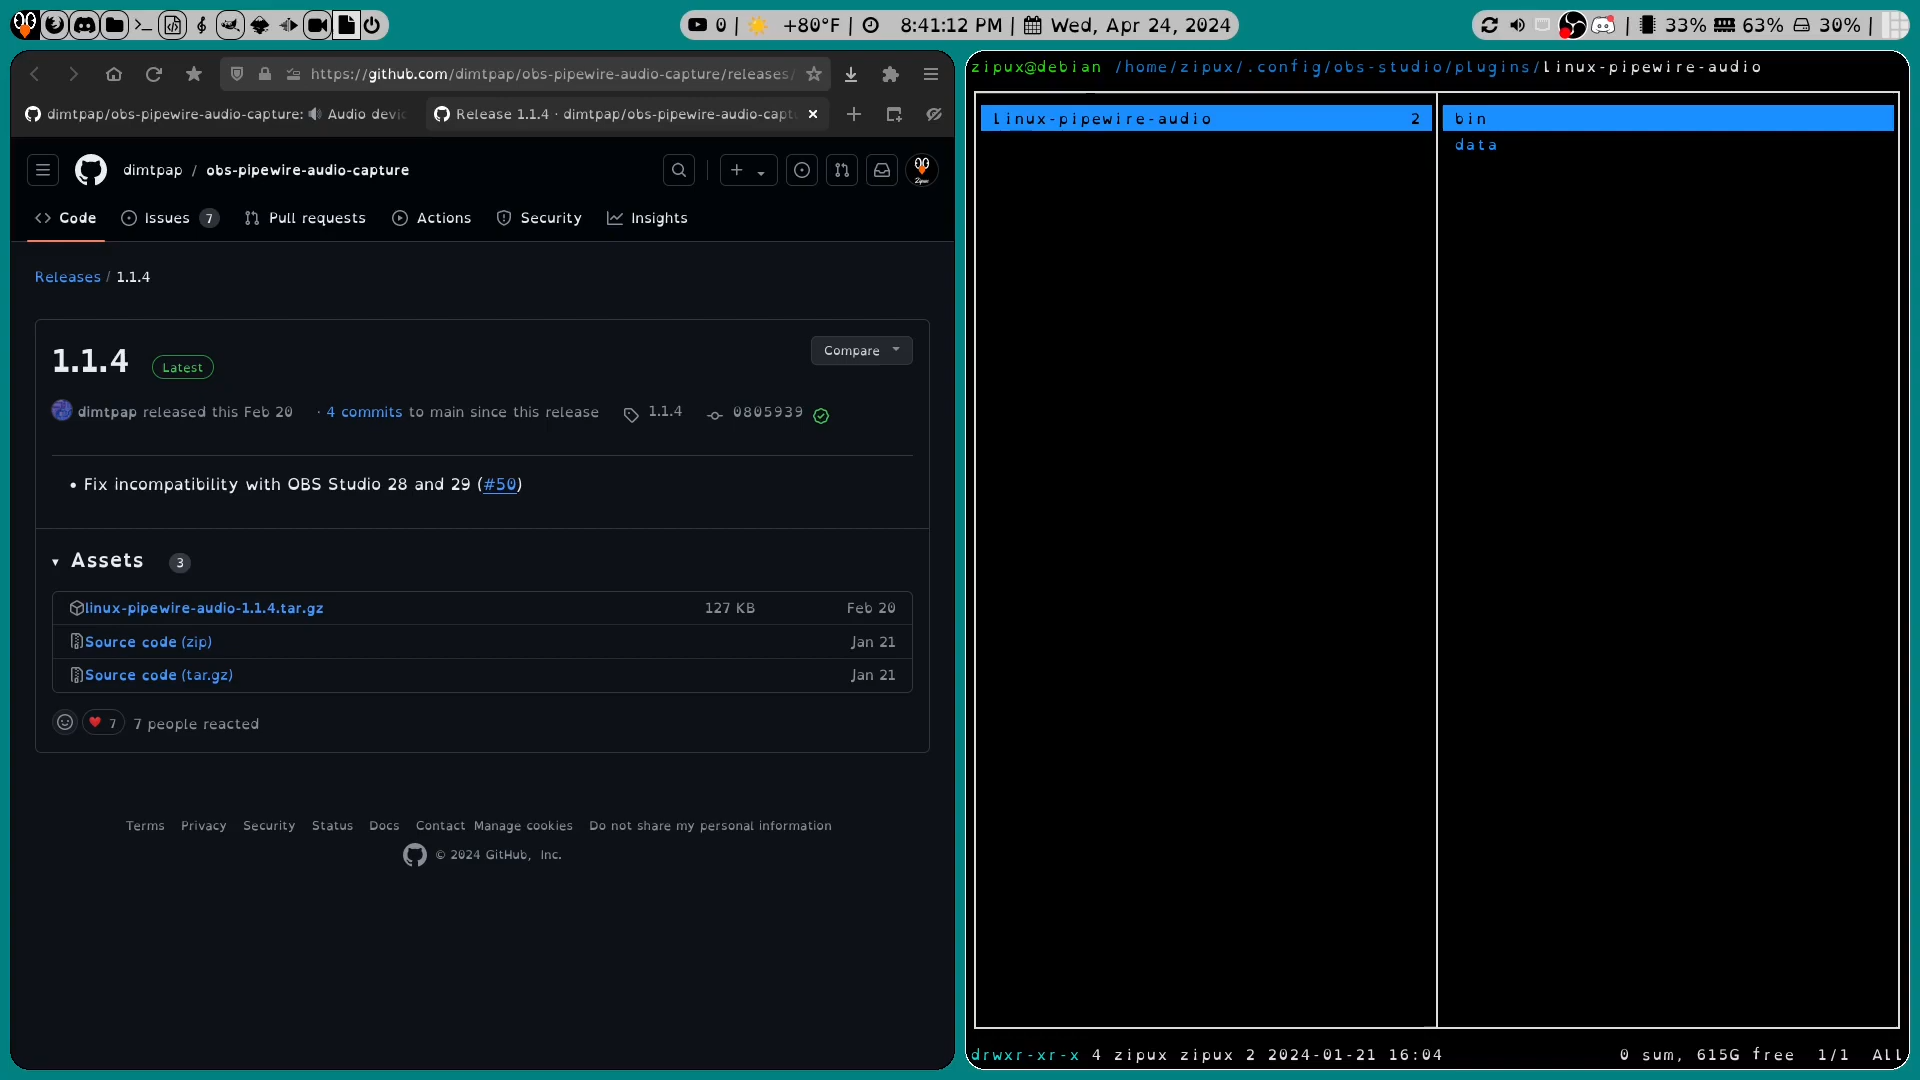 0 | +80°F | 8:41:12 PM | Wed, Apr 24, 2024
| 33% 63% 30% |
https://github.com/dimtpap/obs-pipewire-audio-capture/releases/
dimtpap/obs-pipewire-audio-capture: 🔊 Audio devic
Release 1.1.4 · dimtpap/obs-pipewire-audio-captu
dimtpap / obs-pipewire-audio-capture
Code
Issues 7
Pull requests
Actions
Security
Insights
Releases / 1.1.4
1.1.4 Latest
Compare
dimtpap released this Feb 20 · 4 commits to main since this release 1.1.4 0805939
• Fix incompatibility with OBS Studio 28 and 29 (#50)
Assets 3
linux-pipewire-audio-1.1.4.tar.gz 127 KB Feb 20
Source code (zip) Jan 21
Source code (tar.gz) Jan 21
7 7 people reacted
Terms Privacy Security Status Docs Contact Manage cookies Do not share my personal information
© 2024 GitHub, Inc.
zipux@debian /home/zipux/.config/obs-studio/plugins/linux-pipewire-audio
linux-pipewire-audio 2
bin
data
drwxr-xr-x 4 zipux zipux 2 2024-01-21 16:04 0 sum, 615G free 1/1 All